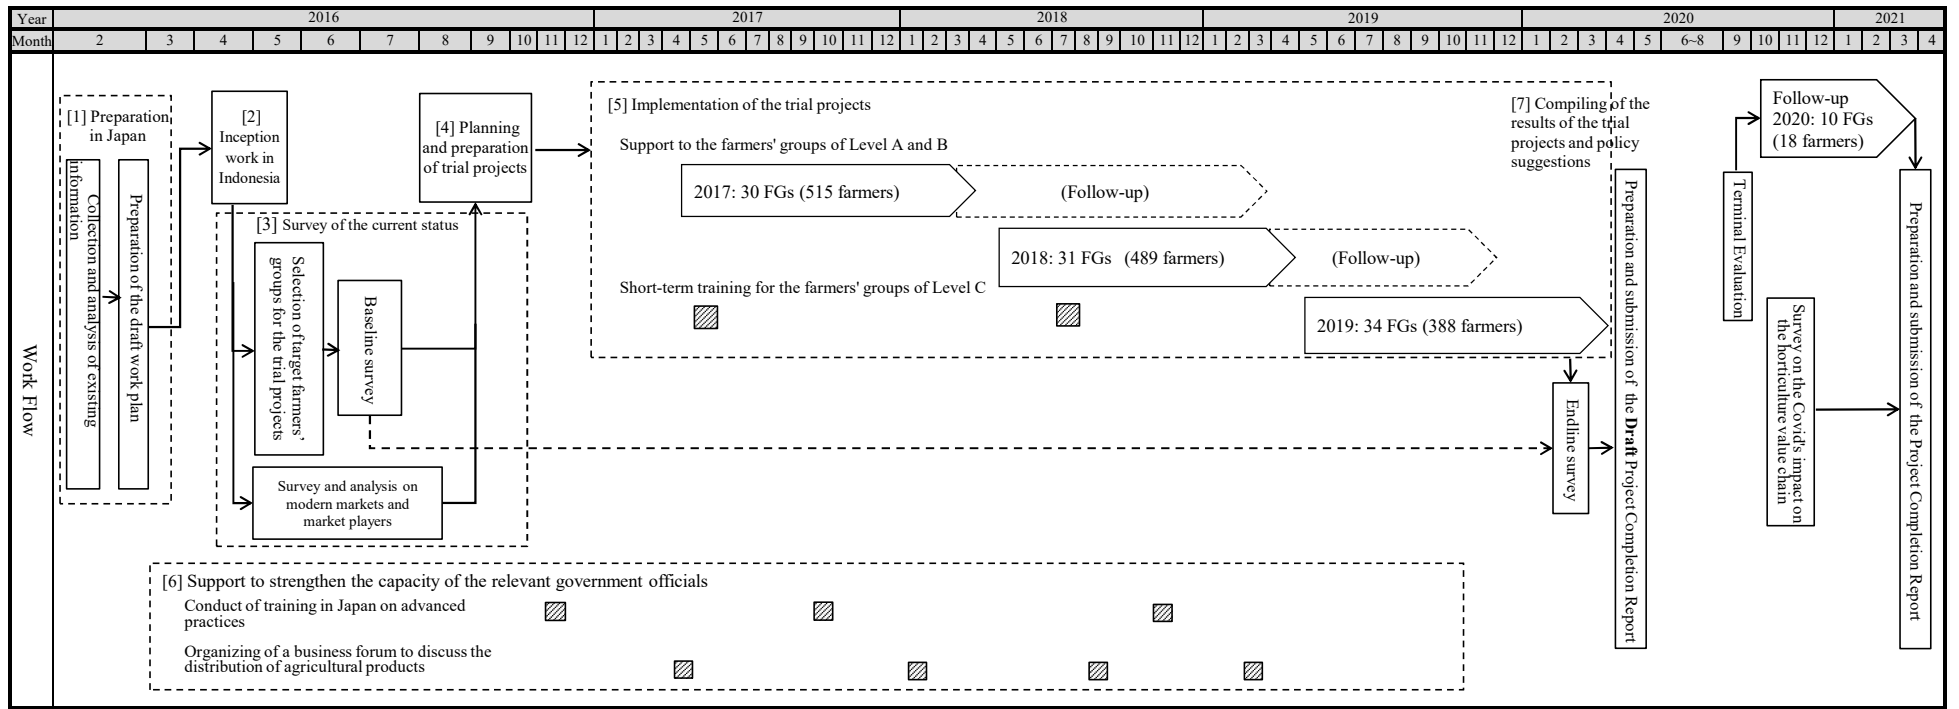 Year 2016 2017 2018 2019 2020 2021
Month 2 3 4 5 6 7 8 9 10 11 12 1 2 3 4 5 6 7 8 9 10 11 12 1 2 3 4 5 6 7 8 9 10 11 12 1 2 3 4 5 6 7 8 9 10 11 12 1 2 3 4 5 6~8 9 10 11 12 1 2 3 4
Work Flow
[1] Preparation
in Japan
Collection and analysis of existing
information
Preparation of the draft work plan
[2]
Inception
work in
Indonesia
[3] Survey of the current status
Selection of target farmers'
groups for the trial projects
Baseline survey
Survey and analysis on
modern markets and
market players
[4] Planning
and preparation
of trial projects
[5] Implementation of the trial projects
Support to the farmers' groups of Level A and B
2017: 30 FGs (515 farmers)
(Follow-up)
2018: 31 FGs (489 farmers)
(Follow-up)
Short-term training for the farmers' groups of Level C
2019: 34 FGs (388 farmers)
[7] Compiling of the
results of the trial
projects and policy
suggestions
Endline survey
Preparation and submission of the Draft Project Completion Report
Terminal Evaluation
Follow-up
2020: 10 FGs
(18 farmers)
Survey on the Covid's impact on
the horticulture value chain
Preparation and submission of the Project Completion Report
[6] Support to strengthen the capacity of the relevant government officials
Conduct of training in Japan on advanced
practices
Organizing of a business forum to discuss the
distribution of agricultural products